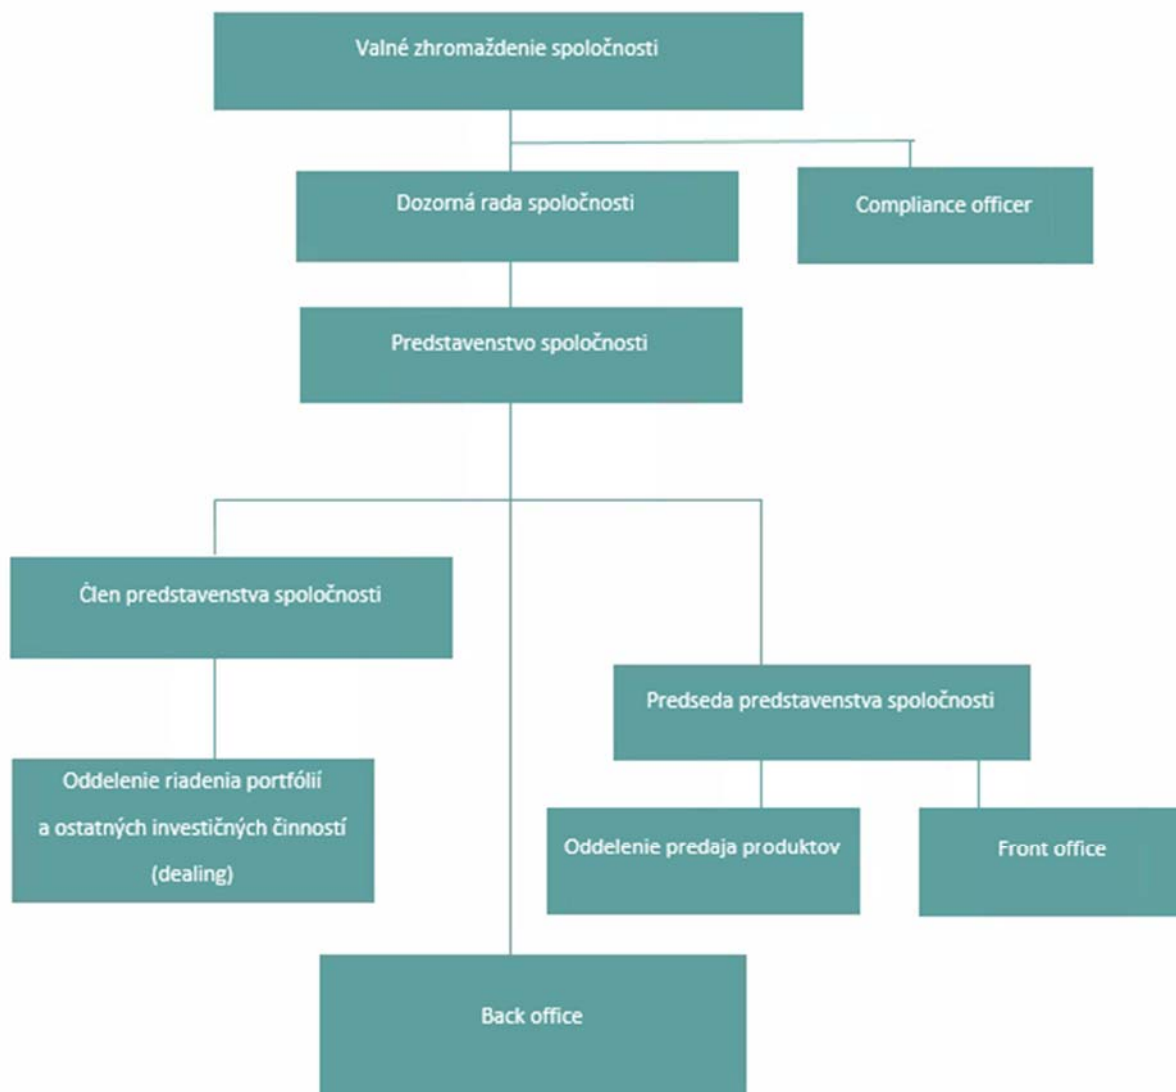 Valné zhromaždenie spoločnosti
Dozorná rada spoločnosti
Compliance officer
Predstavenstvo spoločnosti
Člen predstavenstva spoločnosti
Predseda predstavenstva spoločnosti
Oddelenie riadenia portfólií
a ostatných investičných činností
(dealing)
Oddelenie predaja produktov
Front office
Back office